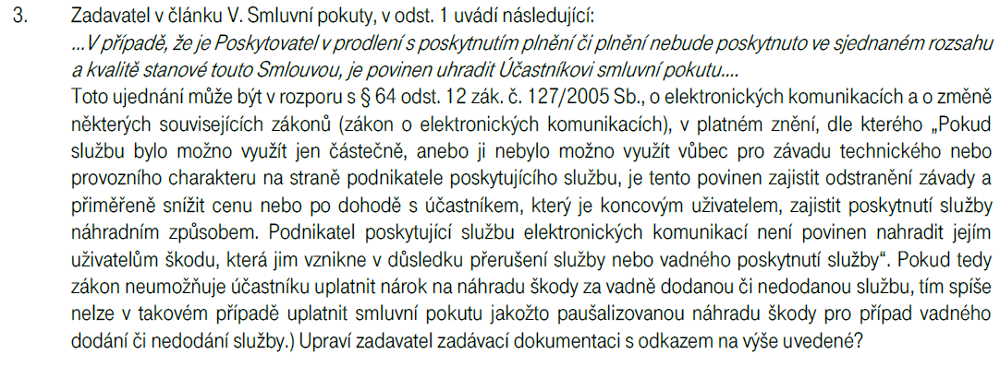 3. Zadavatel v článku V. Smluvní pokuty, v odst. 1 uvádí následující:
...V případě, že je Poskytovatel v prodlení s poskytnutím plnění či plnění nebude poskytnuto ve sjednaném rozsahu
a kvalitě stanové touto Smlouvou, je povinen uhradit Účastníkovi smluvní pokutu....
Toto ujednání může být v rozporu s § 64 odst. 12 zák. č. 127/2005 Sb., o elektronických komunikacích a o změně
některých souvisejících zákonů (zákon o elektronických komunikacích), v platném znění, dle kterého „Pokud
službu bylo možno využít jen částečně, anebo ji nebylo možno využít vůbec pro závadu technického nebo
provozního charakteru na straně podnikatele poskytujícího službu, je tento povinen zajistit odstranění závady a
přiměřeně snížit cenu nebo po dohodě s účastníkem, který je koncovým uživatelem, zajistit poskytnutí služby
náhradním způsobem. Podnikatel poskytující službu elektronických komunikací není povinen nahradit jejím
uživatelům škodu, která jim vznikne v důsledku přerušení služby nebo vadného poskytnutí služby“. Pokud tedy
zákon neumožňuje účastníku uplatnit nárok na náhradu škody za vadně dodanou či nedodanou službu, tím spíše
nelze v takovém případě uplatnit smluvní pokutu jakožto paušalizovanou náhradu škody pro případ vadného
dodání či nedodání služby.) Upraví zadavatel zadávací dokumentaci s odkazem na výše uvedené?